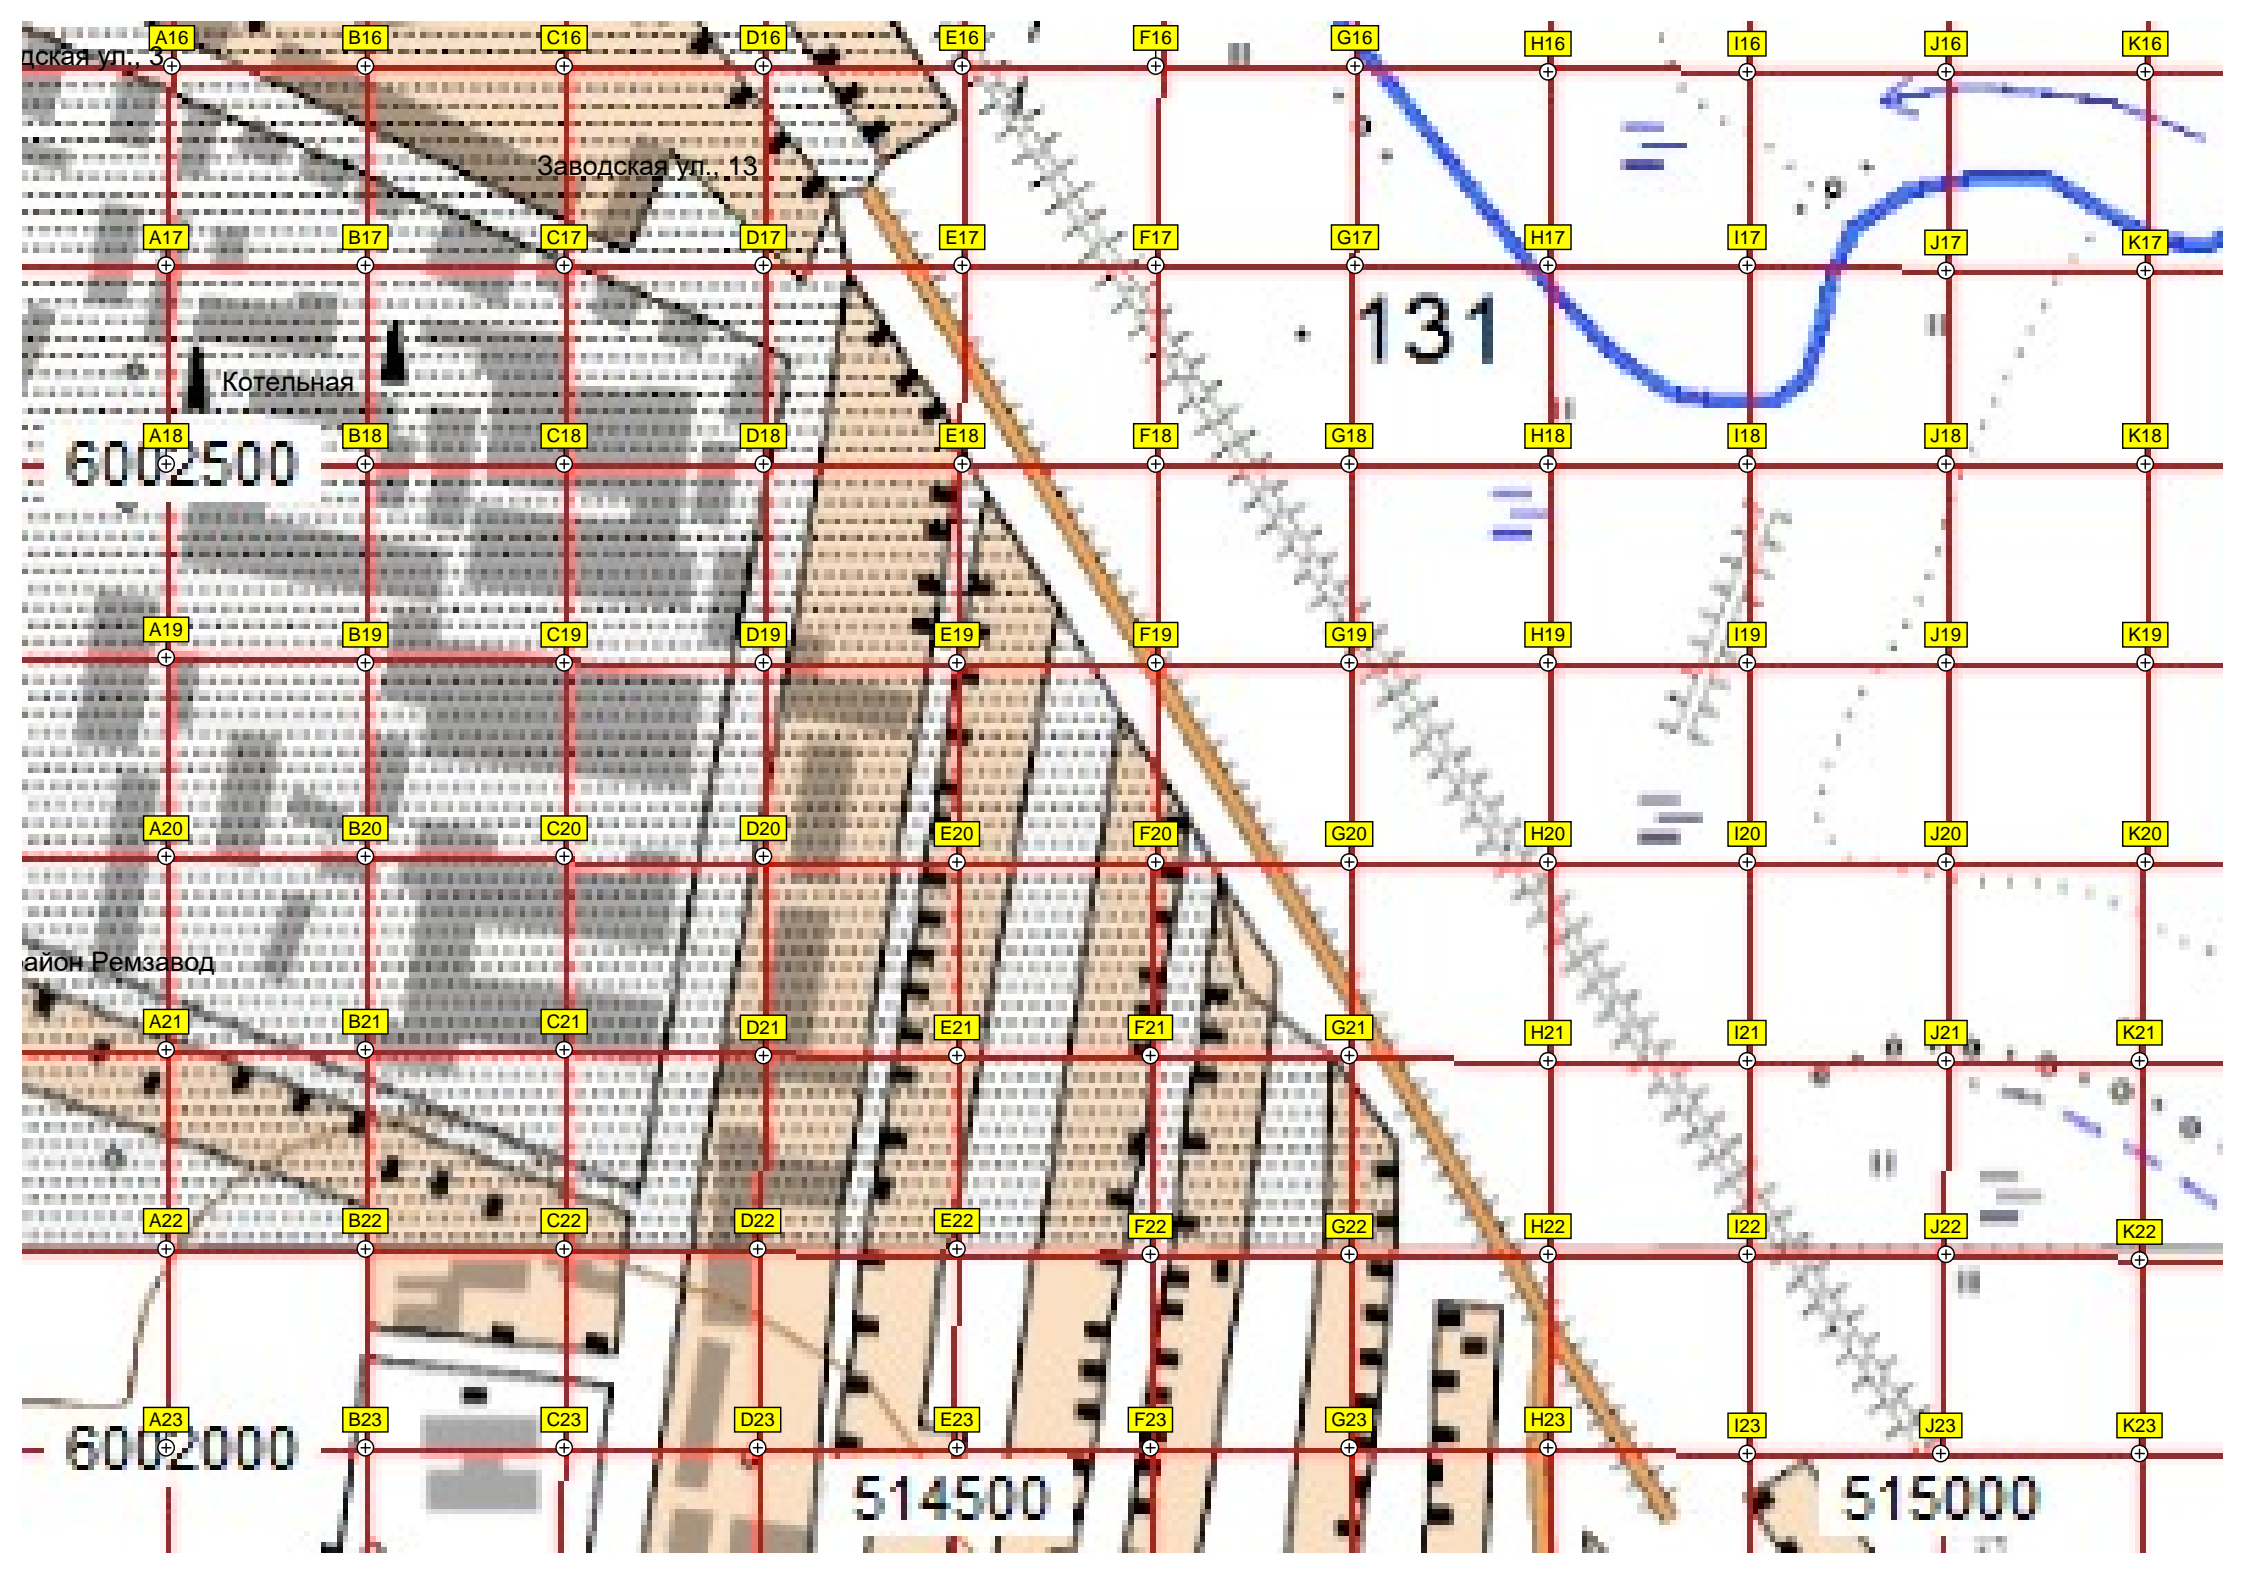 A16 B16 C16 D16 E16 F16 G16 H16 I16 J16 K16
дская ул., 3
Заводская ул., 13
A17 B17 C17 D17 E17 F17 G17 H17 I17 J17 K17
131
Котельная
A18 B18 C18 D18 E18 F18 G18 H18 I18 J18 K18
6002500
A19 B19 C19 D19 E19 F19 G19 H19 I19 J19 K19
A20 B20 C20 D20 E20 F20 G20 H20 I20 J20 K20
айон Ремзавод
A21 B21 C21 D21 E21 F21 G21 H21 I21 J21 K21
A22 B22 C22 D22 E22 F22 G22 H22 I22 J22 K22
A23 B23 C23 D23 E23 F23 G23 H23 I23 J23 K23
6002000
514500 515000